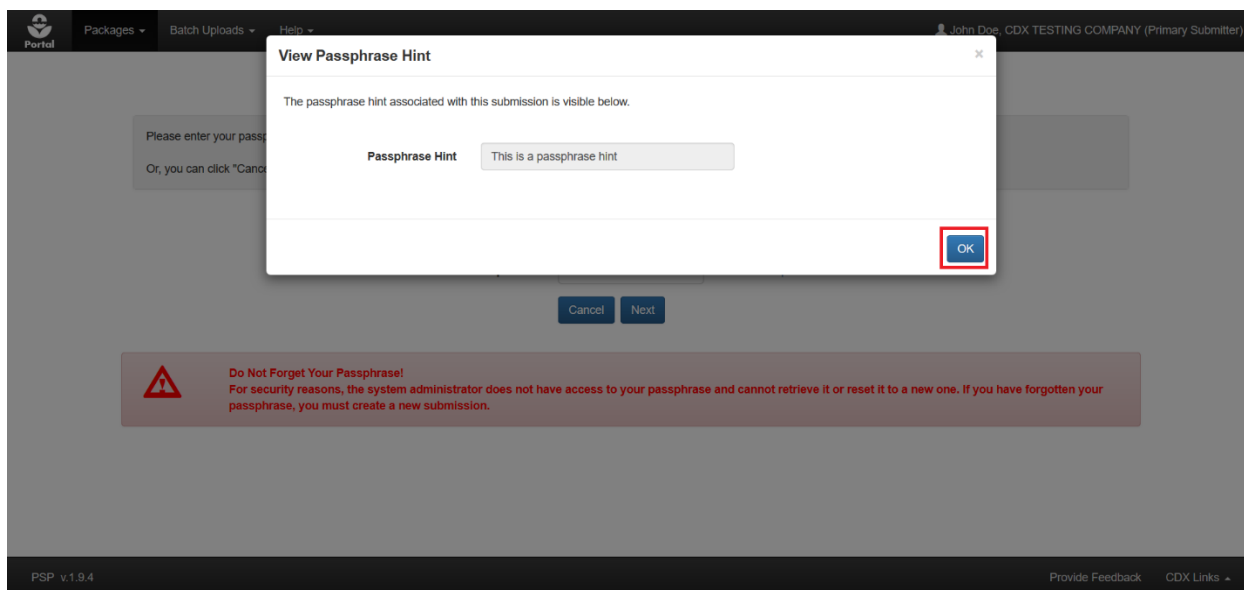 Portal
Packages
Batch Uploads
Help
John Doe, CDX TESTING COMPANY (Primary Submitter)
View Passphrase Hint
×
The passphrase hint associated with this submission is visible below.
Please enter your
Passphrase Hint This is a passphrase hint
Or, you can click "Cance
OK
Cancel Next
Do Not Forget Your Passphrase!
For security reasons, the system administrator does not have access to your passphrase and cannot retrieve it or reset it to a new one. If you have forgotten your
passphrase, you must create a new submission.
PSP v.1.9.4
Provide Feedback
CDX Links